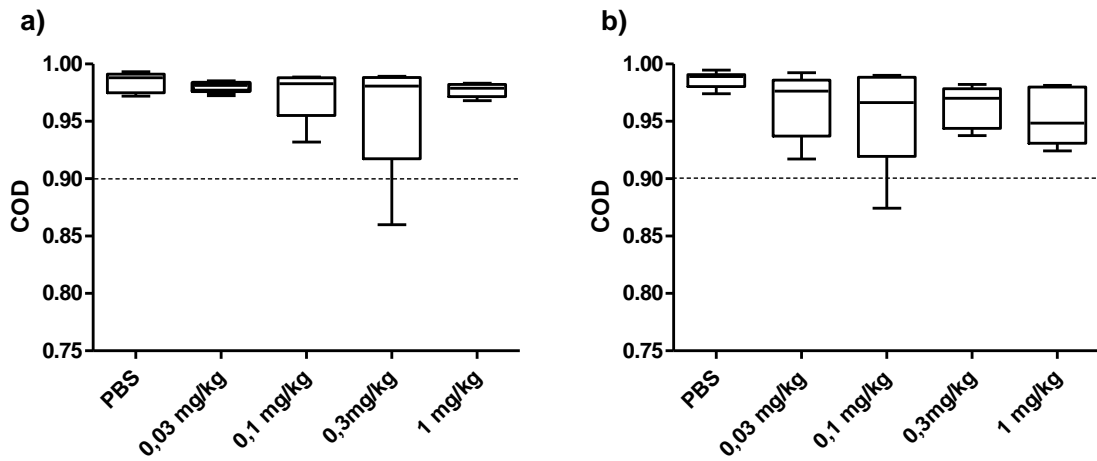 a)
COD
1.00
0.95
0.90
0.85
0.80
0.75
PBS
0,03 mg/kg
0,1 mg/kg
0,3mg/kg
1 mg/kg
b)
COD
1.00
0.95
0.90
0.85
0.80
0.75
PBS
0,03 mg/kg
0,1 mg/kg
0,3mg/kg
1 mg/kg